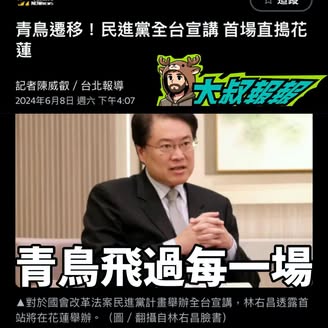 青鳥遷移！民進黨全台宣講 首場直搗花
蓮
記者陳威叡 / 台北報導
2024年6月8日 週六 下午4:07
大叔報報
青鳥飛過每一場
▲對於國會改革法案民進黨計畫舉辦全台宣講，林右昌透露首
站將在花蓮舉辦。（圖 / 翻攝自林右昌臉書）